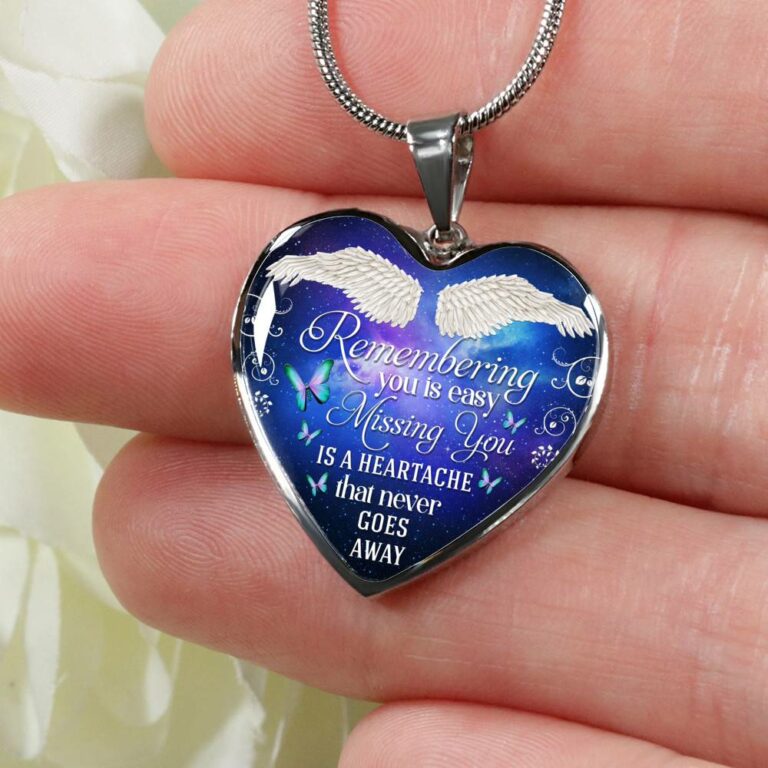 Remembering
you is easy
Missing You
IS A HEARTACHE
that never
GOES
AWAY